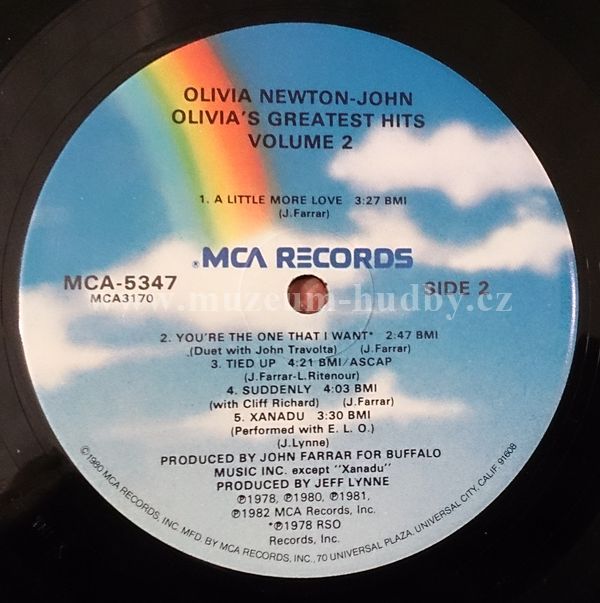 OLIVIA NEWTON-JOHN
OLIVIA'S GREATEST HITS
VOLUME 2
1. A LITTLE MORE LOVE 3:27 BMI
(J.Farrar)
®MCA RECORDS
MCA-5347
MCA3170
SIDE 2
www.muzeum-hudby.cz
2. YOU'RE THE ONE THAT I WANT* 2:47 BMI
(Duet with John Travolta) (J.Farrar)
3. TIED UP 4:21 BMI/ASCAP
(J.Farrar-L.Ritenour)
4. SUDDENLY 4:03 BMI
(with Cliff Richard) (J.Farrar)
5. XANADU 3:30 BMI
(Performed with E. L. O.)
(J.Lynne)
PRODUCED BY JOHN FARRAR FOR BUFFALO
MUSIC INC. except "Xanadu"
PRODUCED BY JEFF LYNNE
℗1978, ℗1980, ℗1981,
℗1982 MCA Records, Inc.
*℗1978 RSO
Records, Inc.
©1980 MCA RECORDS, INC. MFD. BY MCA RECORDS, INC., 70 UNIVERSAL PLAZA, UNIVERSAL CITY, CALIF. 91608